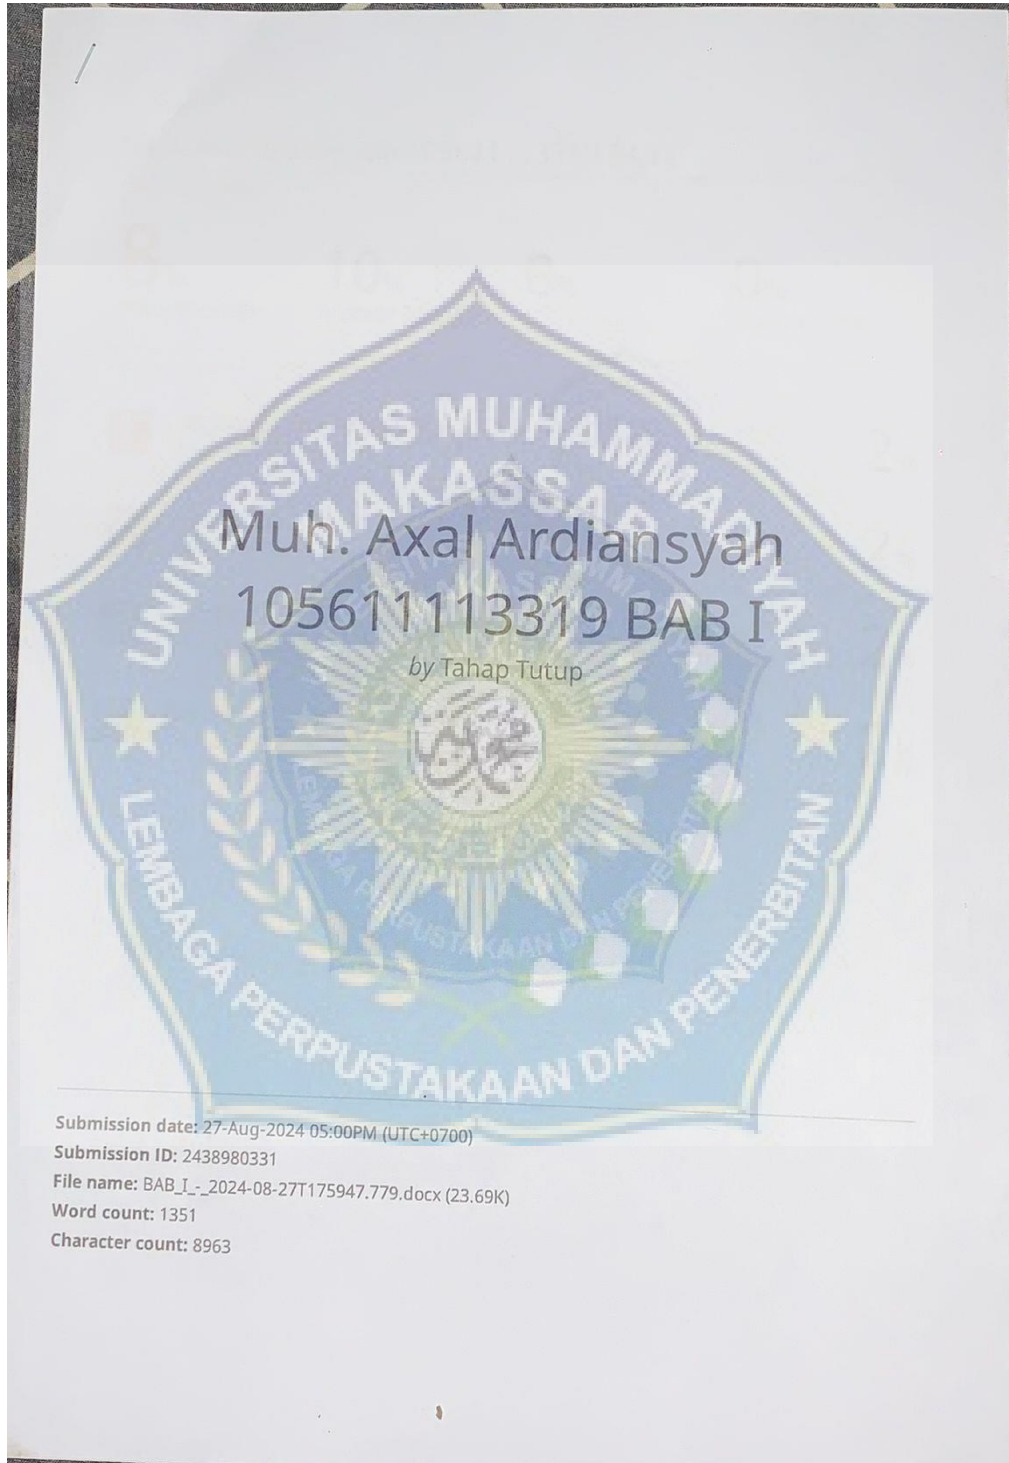 UNIVERSITAS MUHAMMADIYAH
MAKASSAR
Muh. Axal Ardiansyah
105611113319 BAB I
by Tahap Tutup
LEMBAGA PERPUSTAKAAN DAN PENERBITAN
Submission date: 27-Aug-2024 05:00PM (UTC+0700)
Submission ID: 2438980331
File name: BAB_I_-_2024-08-27T175947.779.docx (23.69K)
Word count: 1351
Character count: 8963